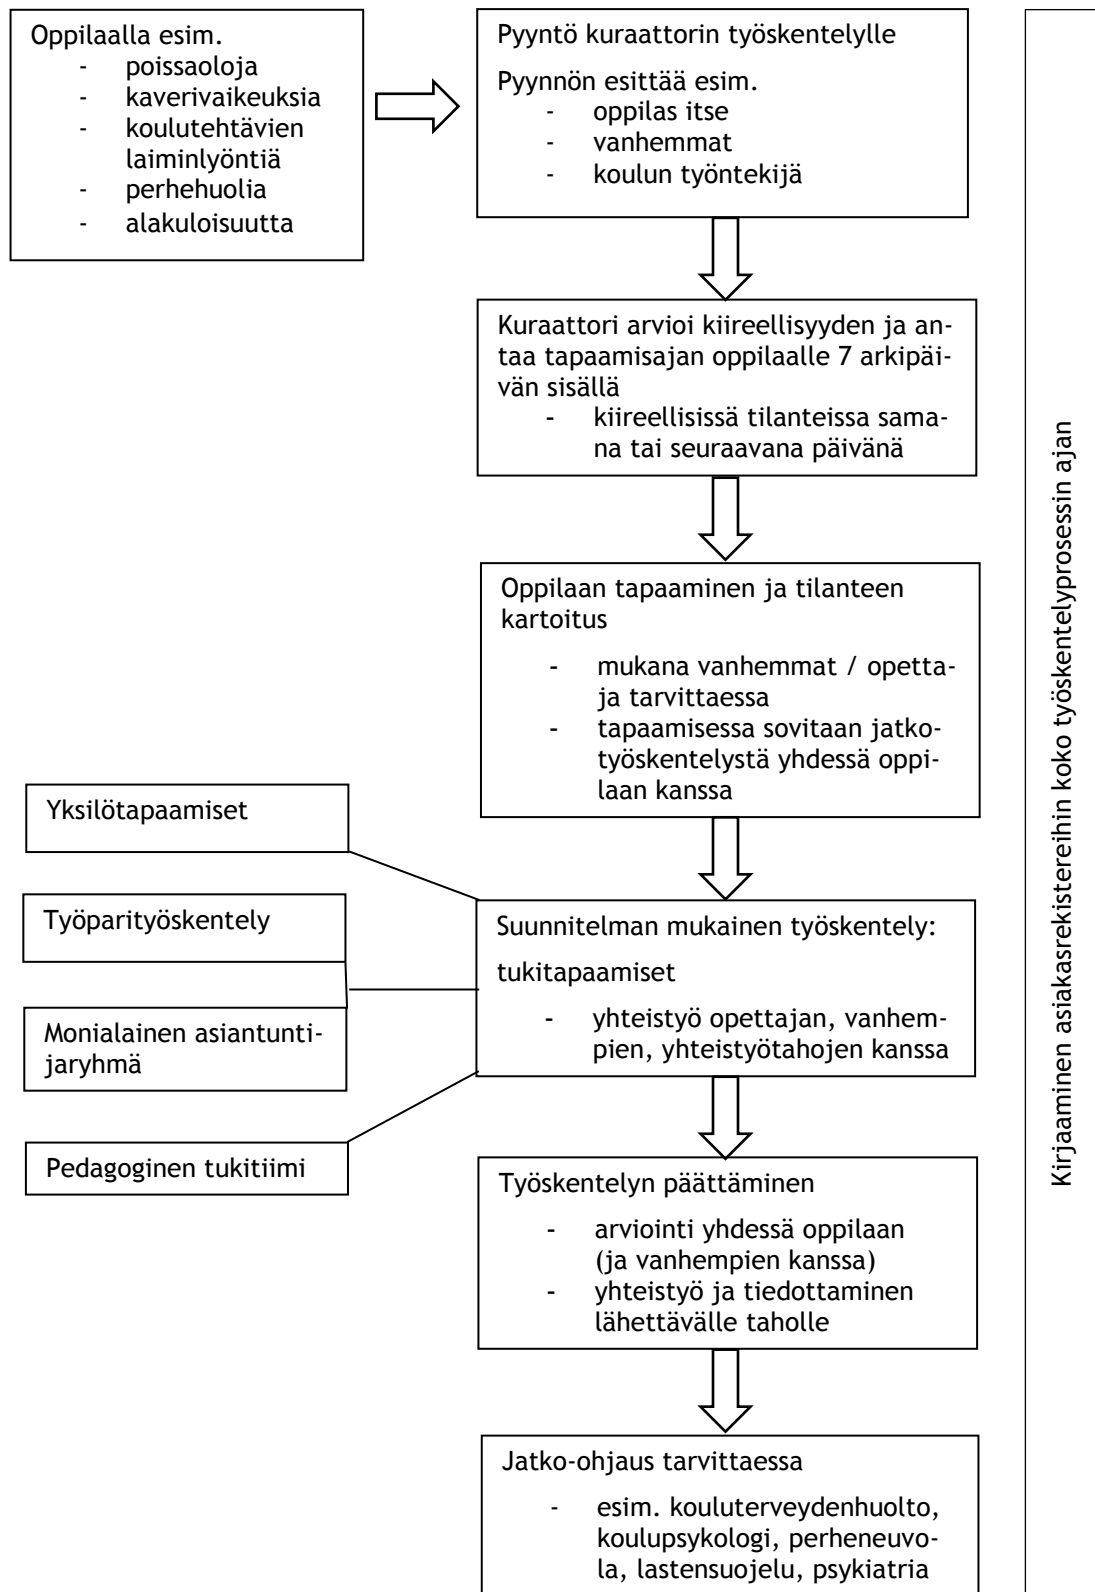 Oppilaalla esim.
- poissaoloja
- kaverivaikeuksia
- koulutehtävien
laiminlyöntiä
- perhehuolia
- alakuloisuutta
Pyyntö kuraattorin työskentelylle
Pyynnön esittää esim.
- oppilas itse
- vanhemmat
- koulun työntekijä
Kuraattori arvioi kiireellisyyden ja an-
taa tapaamisajan oppilaalle 7 arkipäi-
vän sisällä
- kiireellisissä tilanteissa sama-
na tai seuraavana päivänä
Oppilaan tapaaminen ja tilanteen
kartoitus
- mukana vanhemmat / opetta-
ja tarvittaessa
- tapaamisessa sovitaan jatko-
työskentelystä yhdessä oppi-
laan kanssa
Yksilötapaamiset
Työparityöskentely
Monialainen asiantunti-
jaryhmä
Pedagoginen tukitiimi
Suunnitelman mukainen työskentely:
tukitapaamiset
- yhteistyö opettajan, vanhem-
pien, yhteistyötahojen kanssa
Työskentelyn päättäminen
- arviointi yhdessä oppilaan
(ja vanhempien kanssa)
- yhteistyö ja tiedottaminen
lähettävälle taholle
Jatko-ohjaus tarvittaessa
- esim. kouluterveydenhuolto,
koulupsykologi, perheneuvo-
la, lastensuojelu, psykiatria
Kirjaaminen asiakasrekistereihin koko työskentelyprosessin ajan